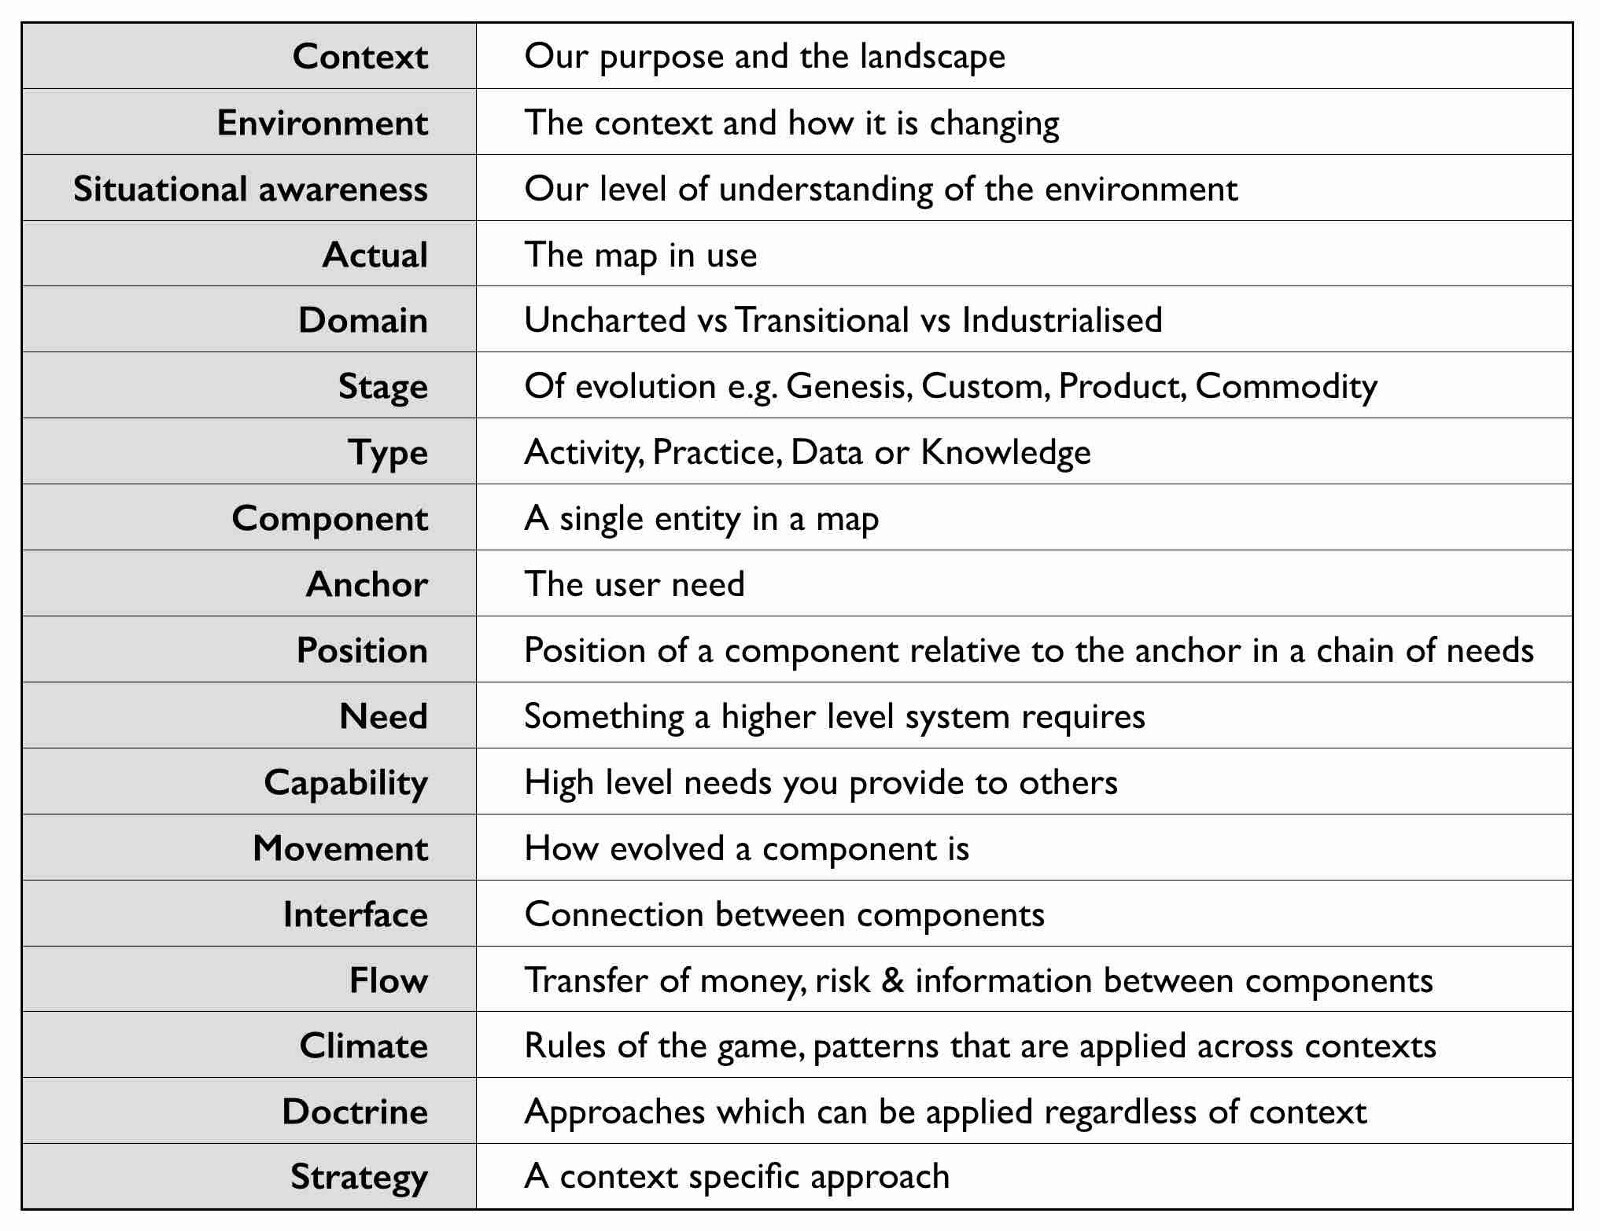 Context Our purpose and the landscape
Environment The context and how it is changing
Situational awareness Our level of understanding of the environment
Actual The map in use
Domain Uncharted vs Transitional vs Industrialised
Stage Of evolution e.g. Genesis, Custom, Product, Commodity
Type Activity, Practice, Data or Knowledge
Component A single entity in a map
Anchor The user need
Position Position of a component relative to the anchor in a chain of needs
Need Something a higher level system requires
Capability High level needs you provide to others
Movement How evolved a component is
Interface Connection between components
Flow Transfer of money, risk & information between components
Climate Rules of the game, patterns that are applied across contexts
Doctrine Approaches which can be applied regardless of context
Strategy A context specific approach